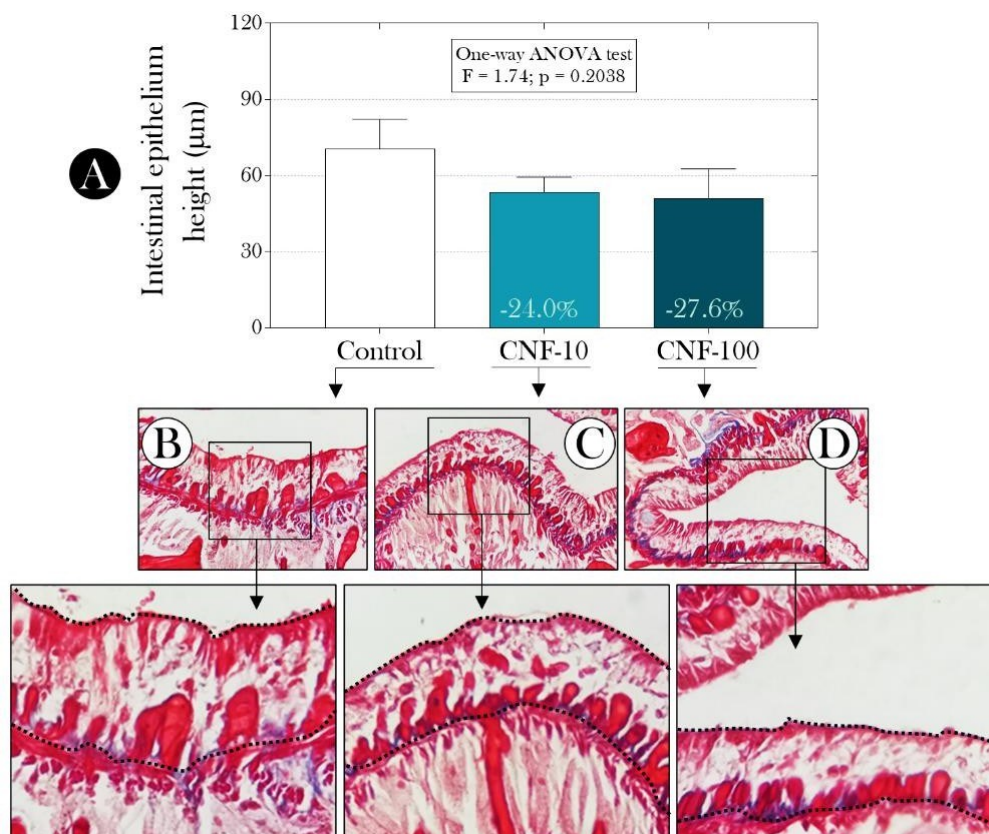 A
Intestinal epithelium
height (µm)
120
90
60
30
0
One-way ANOVA test
F = 1.74; p = 0.2038
-24.0%
-27.6%
Control
CNF-10
CNF-100
B
C
D